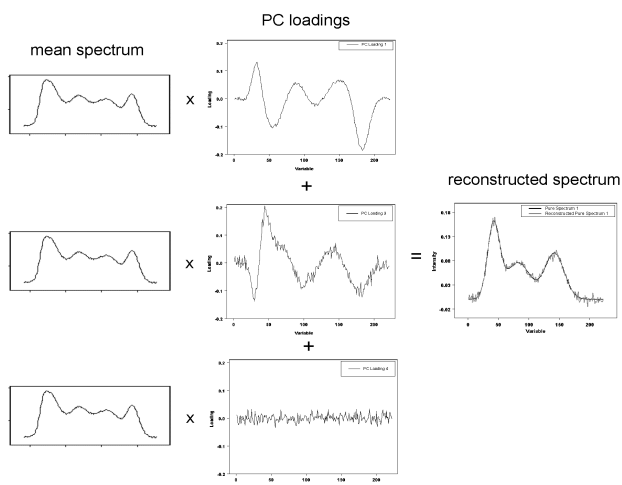 PC loadings
mean spectrum
0.2
0.1
0.0
-0.1
-0.2
Loading
PC Loading 1
0 50 100 150 200
Variable
x
+
reconstructed spectrum
0.2
0.1
0.0
-0.1
-0.2
Loading
PC Loading 3
0 50 100 150 200
Variable
x
=
0.18
0.13
0.08
0.03
-0.02
Intensity
Pure Spectrum 1
Reconstructed Pure Spectrum 1
0 50 100 150 200
Variable
+
0.2
0.1
0.0
-0.1
-0.2
Loading
PC Loading 4
0 50 100 150 200
x